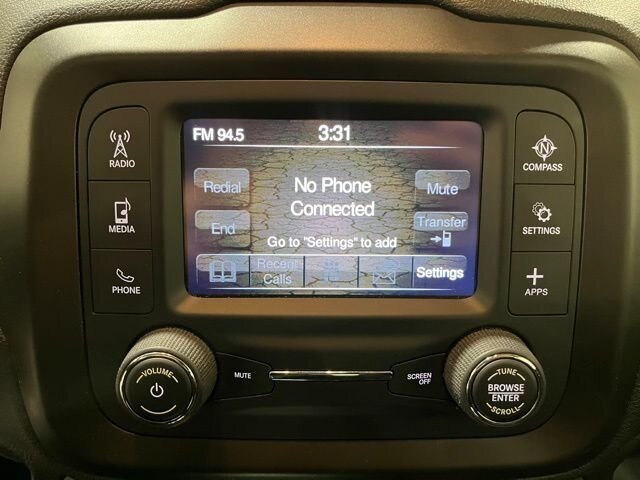 FM 94.5
3:31
RADIO
MEDIA
PHONE
Redial
End
No Phone
Connected
Go to "Settings" to add
Mute
Transfer
Recent
Calls
Settings
N
COMPASS
SETTINGS
APPS
VOLUME
MUTE
SCREEN
OFF
TUNE
BROWSE
ENTER
SCROLL